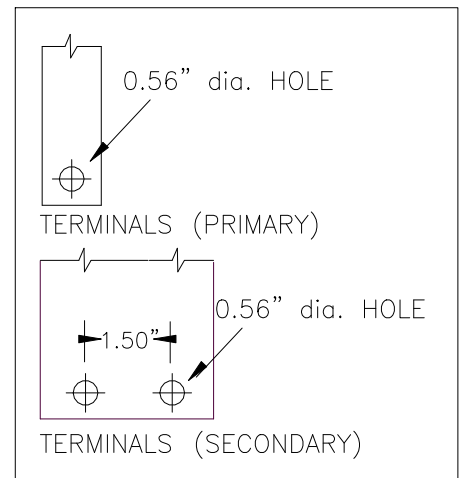 0.56” dia. HOLE
TERMINALS (PRIMARY)
0.56” dia. HOLE
1.50”
TERMINALS (SECONDARY)